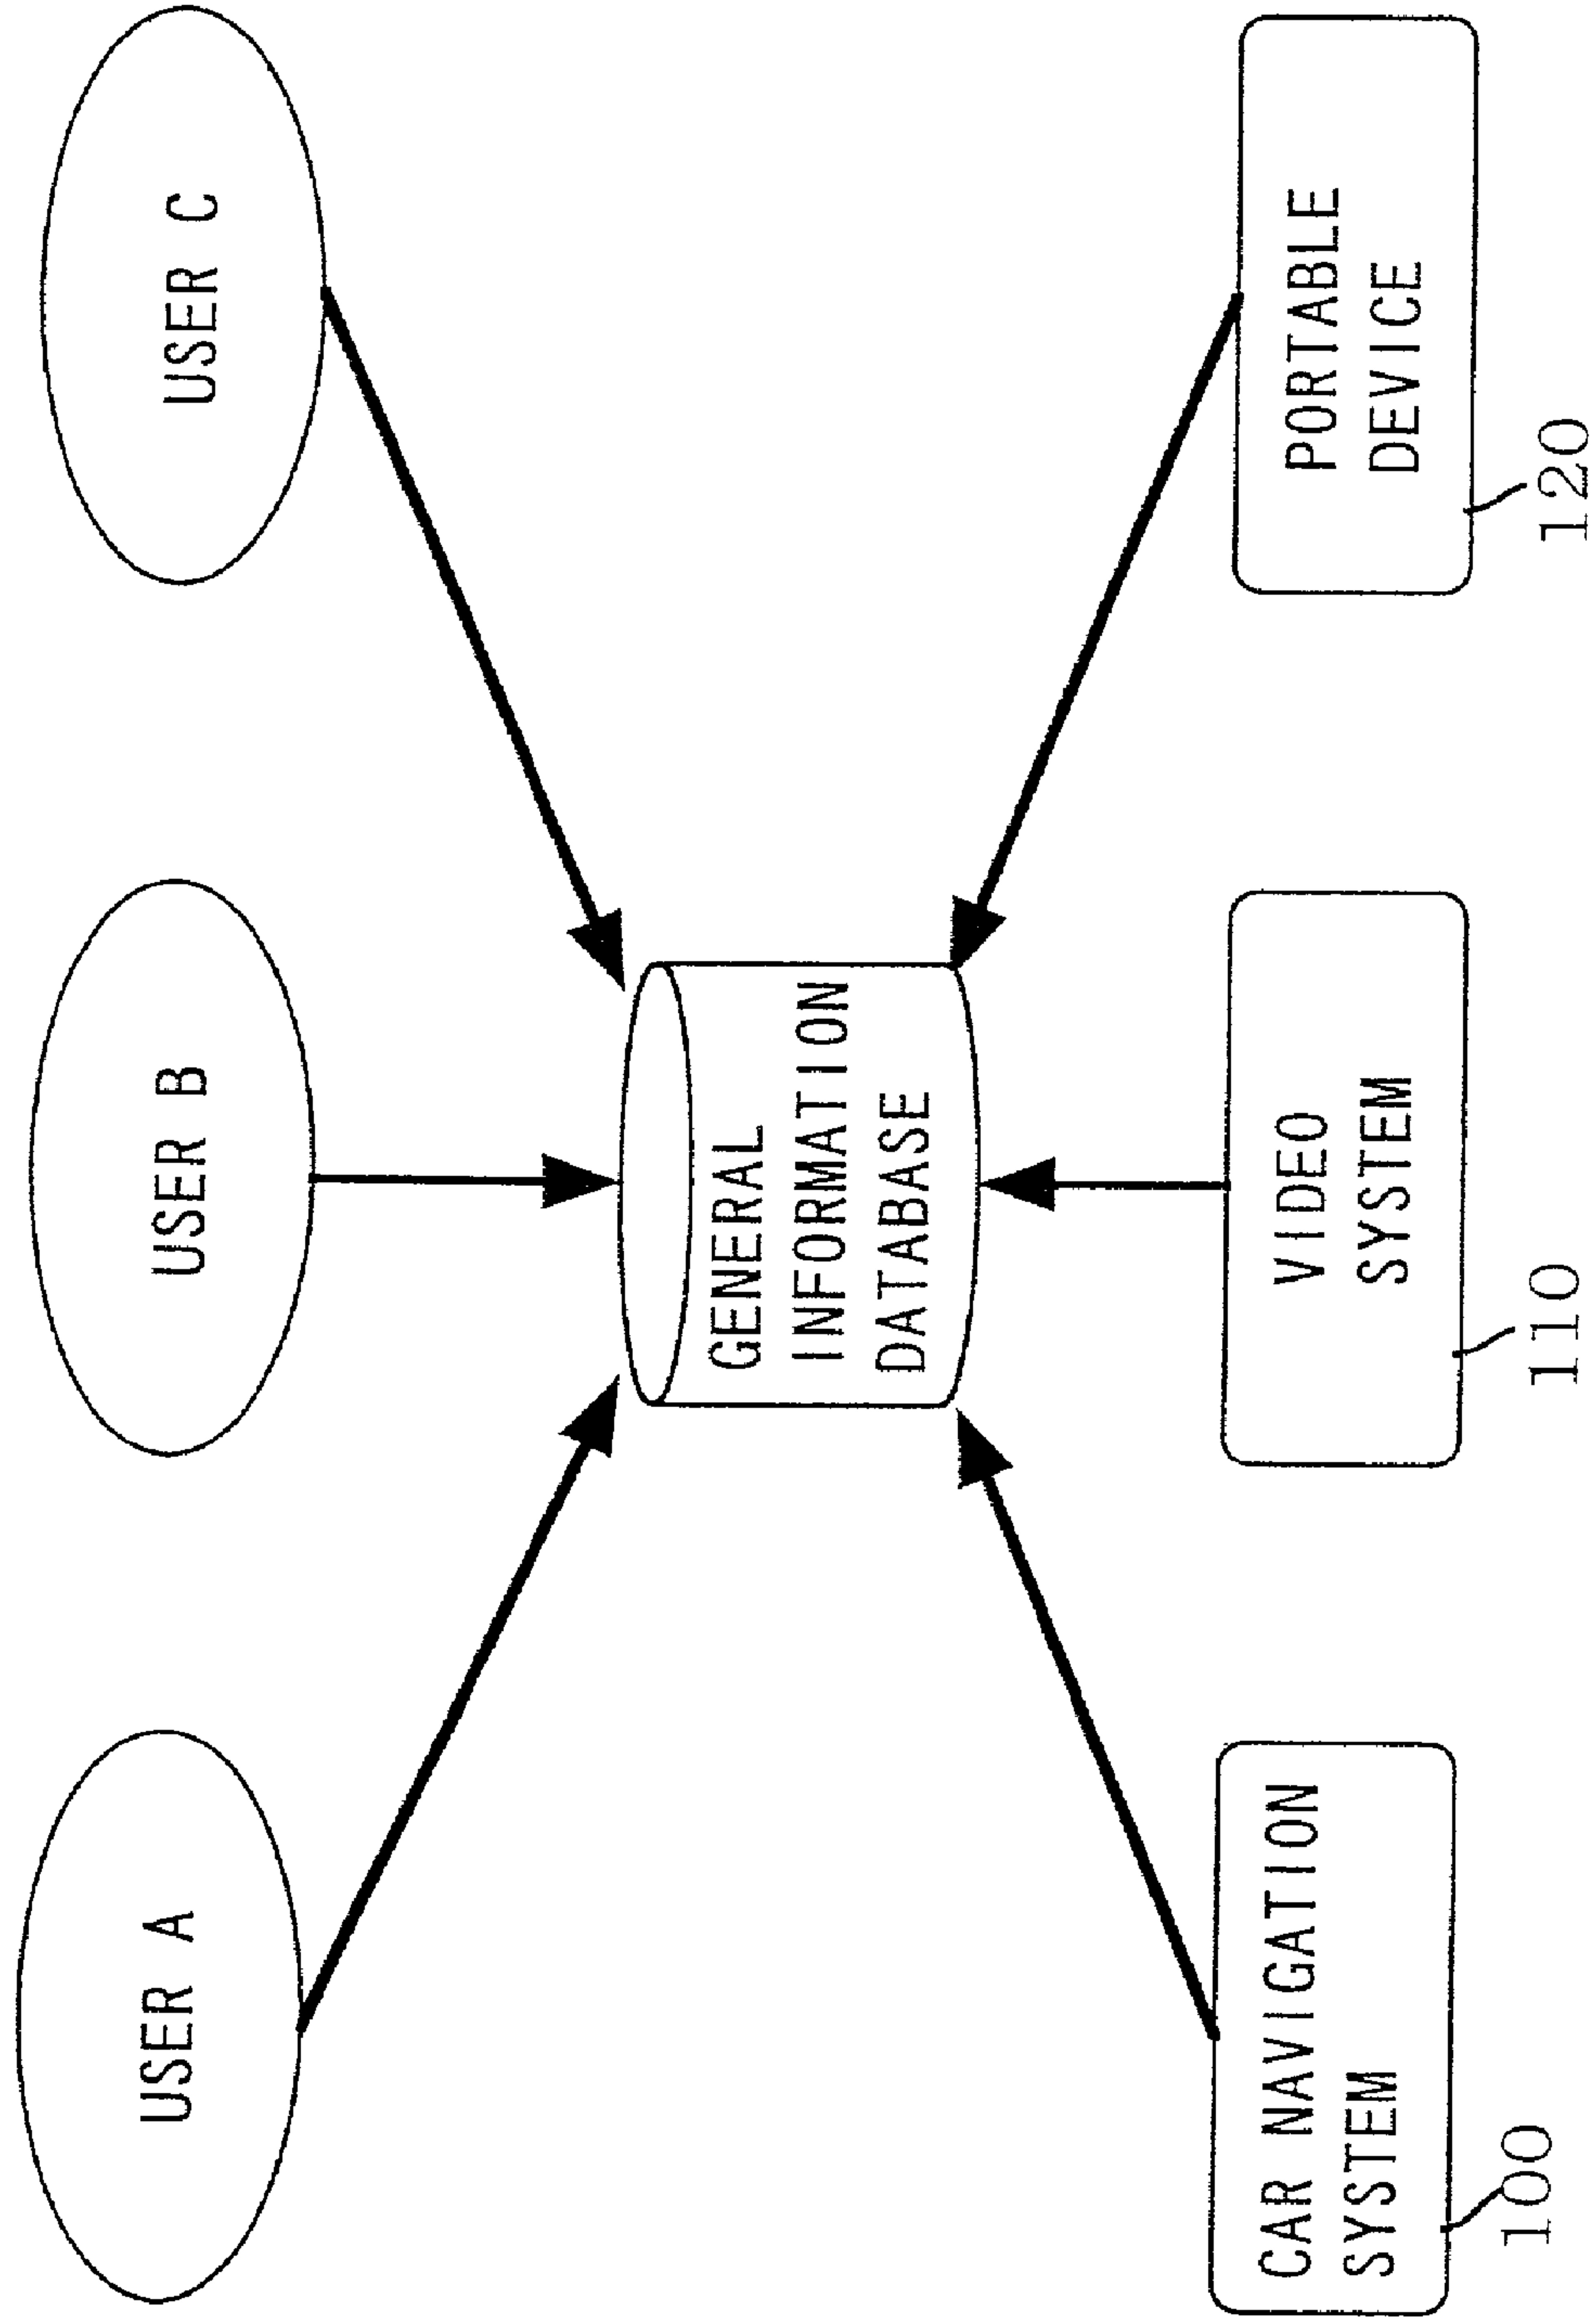 USER A
USER B
USER C
GENERAL
INFORMATION
DATABASE
CAR NAVIGATION
SYSTEM
100
VIDEO
SYSTEM
110
PORTABLE
DEVICE
120